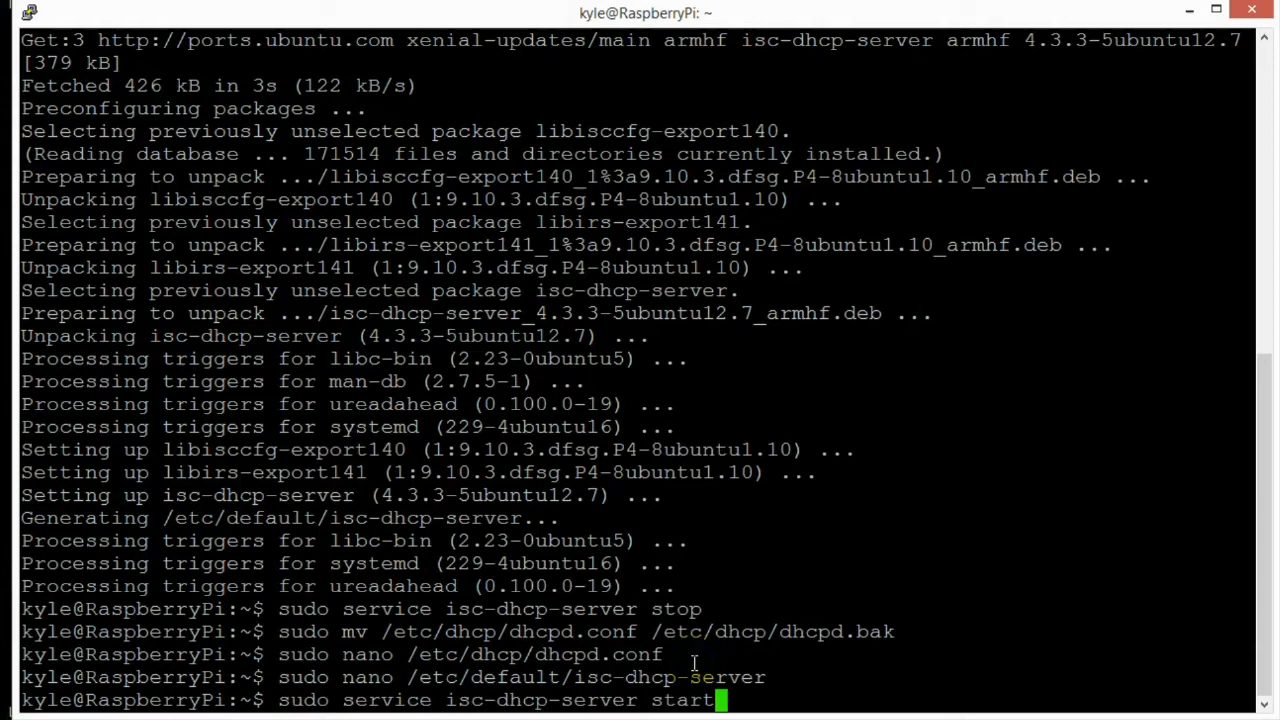 kyle@RaspberryPi: ~
Get:3 http://ports.ubuntu.com xenial-updates/main armhf isc-dhcp-server armhf 4.3.3-5ubuntu12.7
[379 kB]
Fetched 426 kB in 3s (122 kB/s)
Preconfiguring packages ...
Selecting previously unselected package libisccfg-export140.
(Reading database ... 171514 files and directories currently installed.)
Preparing to unpack .../libisccfg-export140_1%3a9.10.3.dfsg.P4-8ubuntu1.10_armhf.deb ...
Unpacking libisccfg-export140 (1:9.10.3.dfsg.P4-8ubuntu1.10) ...
Selecting previously unselected package libirs-export141.
Preparing to unpack .../libirs-export141_1%3a9.10.3.dfsg.P4-8ubuntu1.10_armhf.deb ...
Unpacking libirs-export141 (1:9.10.3.dfsg.P4-8ubuntu1.10) ...
Selecting previously unselected package isc-dhcp-server.
Preparing to unpack .../isc-dhcp-server_4.3.3-5ubuntu12.7_armhf.deb ...
Unpacking isc-dhcp-server (4.3.3-5ubuntu12.7) ...
Processing triggers for libc-bin (2.23-0ubuntu5) ...
Processing triggers for man-db (2.7.5-1) ...
Processing triggers for ureadahead (0.100.0-19) ...
Processing triggers for systemd (229-4ubuntu16) ...
Setting up libisccfg-export140 (1:9.10.3.dfsg.P4-8ubuntu1.10) ...
Setting up libirs-export141 (1:9.10.3.dfsg.P4-8ubuntu1.10) ...
Setting up isc-dhcp-server (4.3.3-5ubuntu12.7) ...
Generating /etc/default/isc-dhcp-server...
Processing triggers for libc-bin (2.23-0ubuntu5) ...
Processing triggers for systemd (229-4ubuntu16) ...
Processing triggers for ureadahead (0.100.0-19) ...
kyle@RaspberryPi:~$ sudo service isc-dhcp-server stop
kyle@RaspberryPi:~$ sudo mv /etc/dhcp/dhcpd.conf /etc/dhcp/dhcpd.bak
kyle@RaspberryPi:~$ sudo nano /etc/dhcp/dhcpd.conf
kyle@RaspberryPi:~$ sudo nano /etc/default/isc-dhcp-server
kyle@RaspberryPi:~$ sudo service isc-dhcp-server start